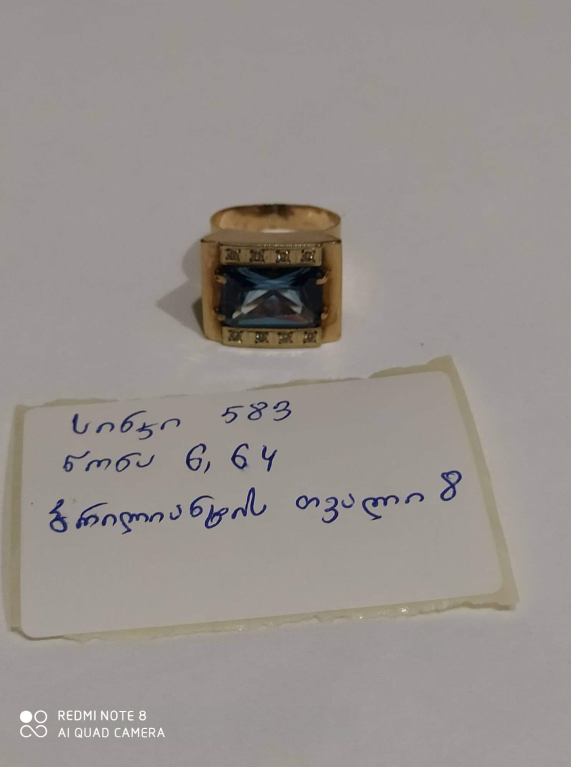 სინჯი 583
წონა 6,64
ბრილიანტის თვალი 8
REDMI NOTE 8
AI QUAD CAMERA